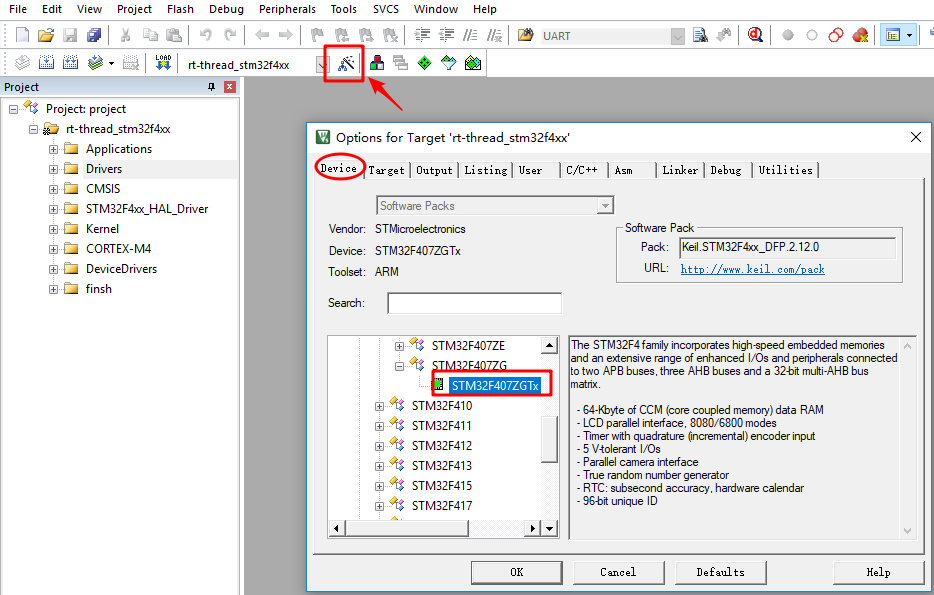 File Edit View Project Flash Debug Peripherals Tools SVCS Window Help
UART
LOAD
rt-thread_stm32f4xx
Project
Project: project
rt-thread_stm32f4xx
Applications
Drivers
CMSIS
STM32F4xx_HAL_Driver
Kernel
CORTEX-M4
DeviceDrivers
finsh
Options for Target 'rt-thread_stm32f4xx'
Device Target Output Listing User C/C++ Asm Linker Debug Utilities
Software Packs
Vendor: STMicroelectronics
Device: STM32F407ZGTx
Toolset: ARM
Search:
Software Pack
Pack: Keil.STM32F4xx_DFP.2.12.0
URL: http://www.keil.com/pack
STM32F407ZE
STM32F407ZG
STM32F407ZGTx
STM32F410
STM32F411
STM32F412
STM32F413
STM32F415
STM32F417
The STM32F4 family incorporates high-speed embedded memories
and an extensive range of enhanced I/Os and peripherals connected
to two APB buses, three AHB buses and a 32-bit multi-AHB bus
matrix.
- 64-Kbyte of CCM (core coupled memory) data RAM
- LCD parallel interface, 8080/6800 modes
- Timer with quadrature (incremental) encoder input
- 5 V-tolerant I/Os
- Parallel camera interface
- True random number generator
- RTC: subsecond accuracy, hardware calendar
- 96-bit unique ID
OK Cancel Defaults Help